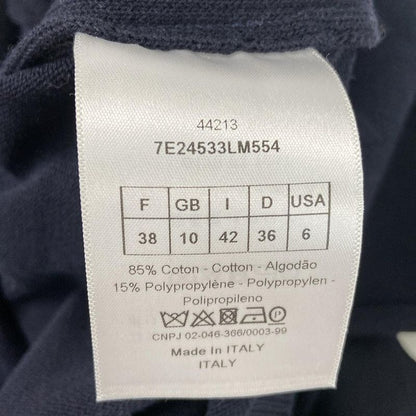 44213
7E24533LM554
F GB I D USA
38 10 42 36 6
85% Coton - Cotton - Algodão
15% Polypropylène - Polypropylen -
Polipropileno
CNPJ 02-046-366/0003-99
Made In ITALY
ITALY